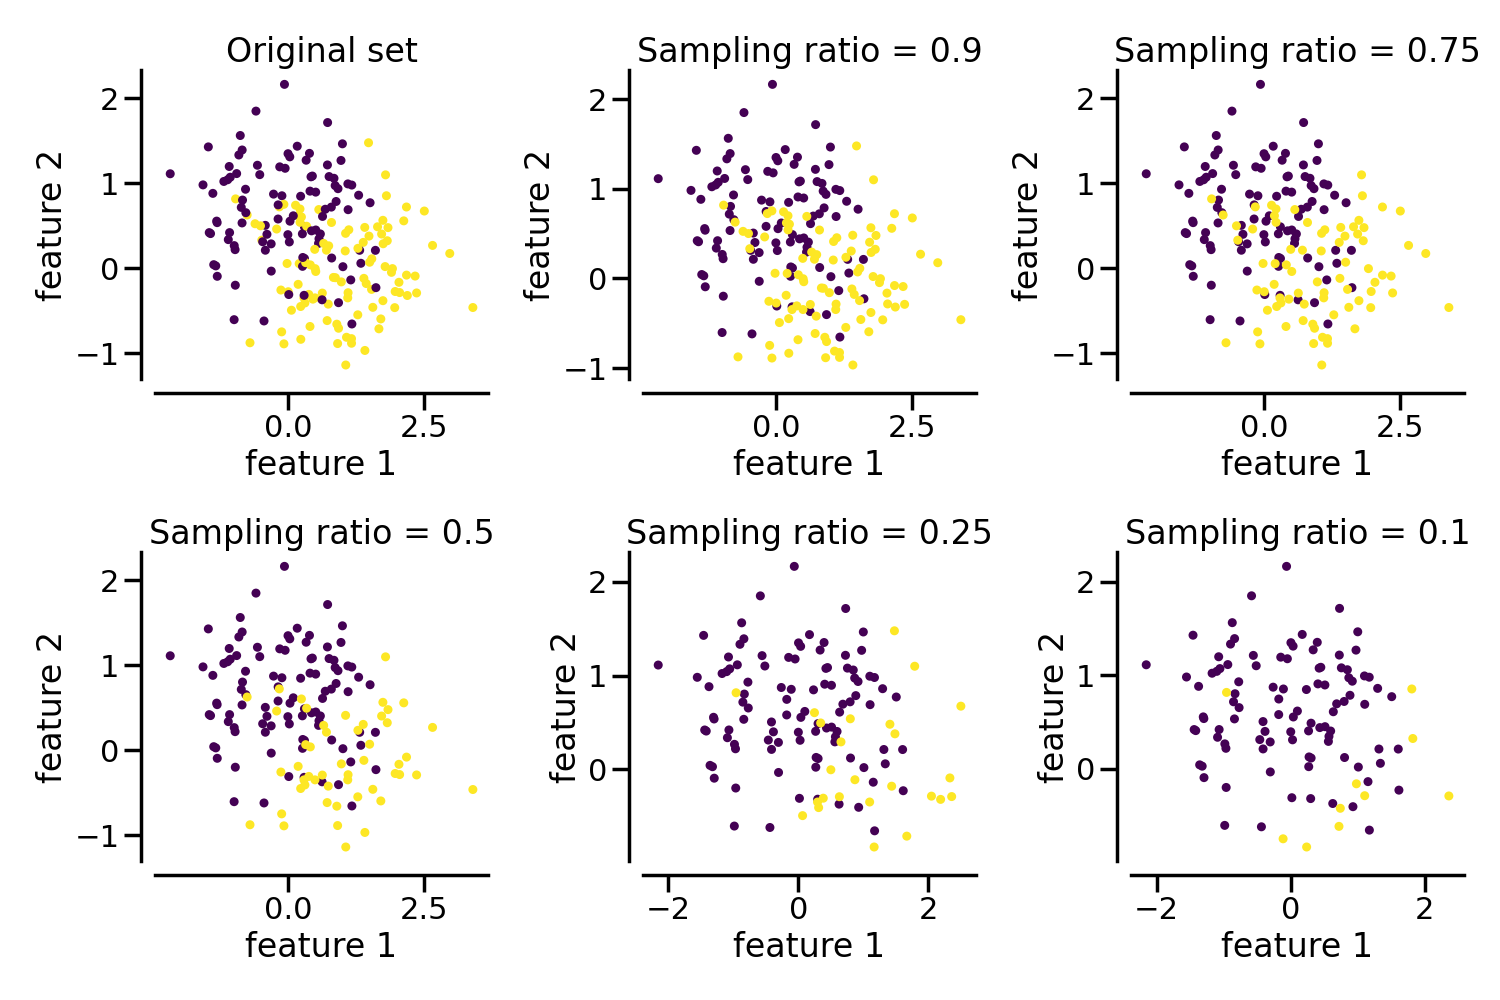 Original set
Sampling ratio = 0.9
Sampling ratio = 0.75
feature 2
2
1
0
−1
0.0
2.5
feature 1
feature 2
2
1
0
−1
0.0
2.5
feature 1
feature 2
2
1
0
−1
0.0
2.5
feature 1
Sampling ratio = 0.5
Sampling ratio = 0.25
Sampling ratio = 0.1
feature 2
2
1
0
−1
0.0
2.5
feature 1
feature 2
2
1
0
−2
0
2
feature 1
feature 2
2
1
0
−2
0
2
feature 1